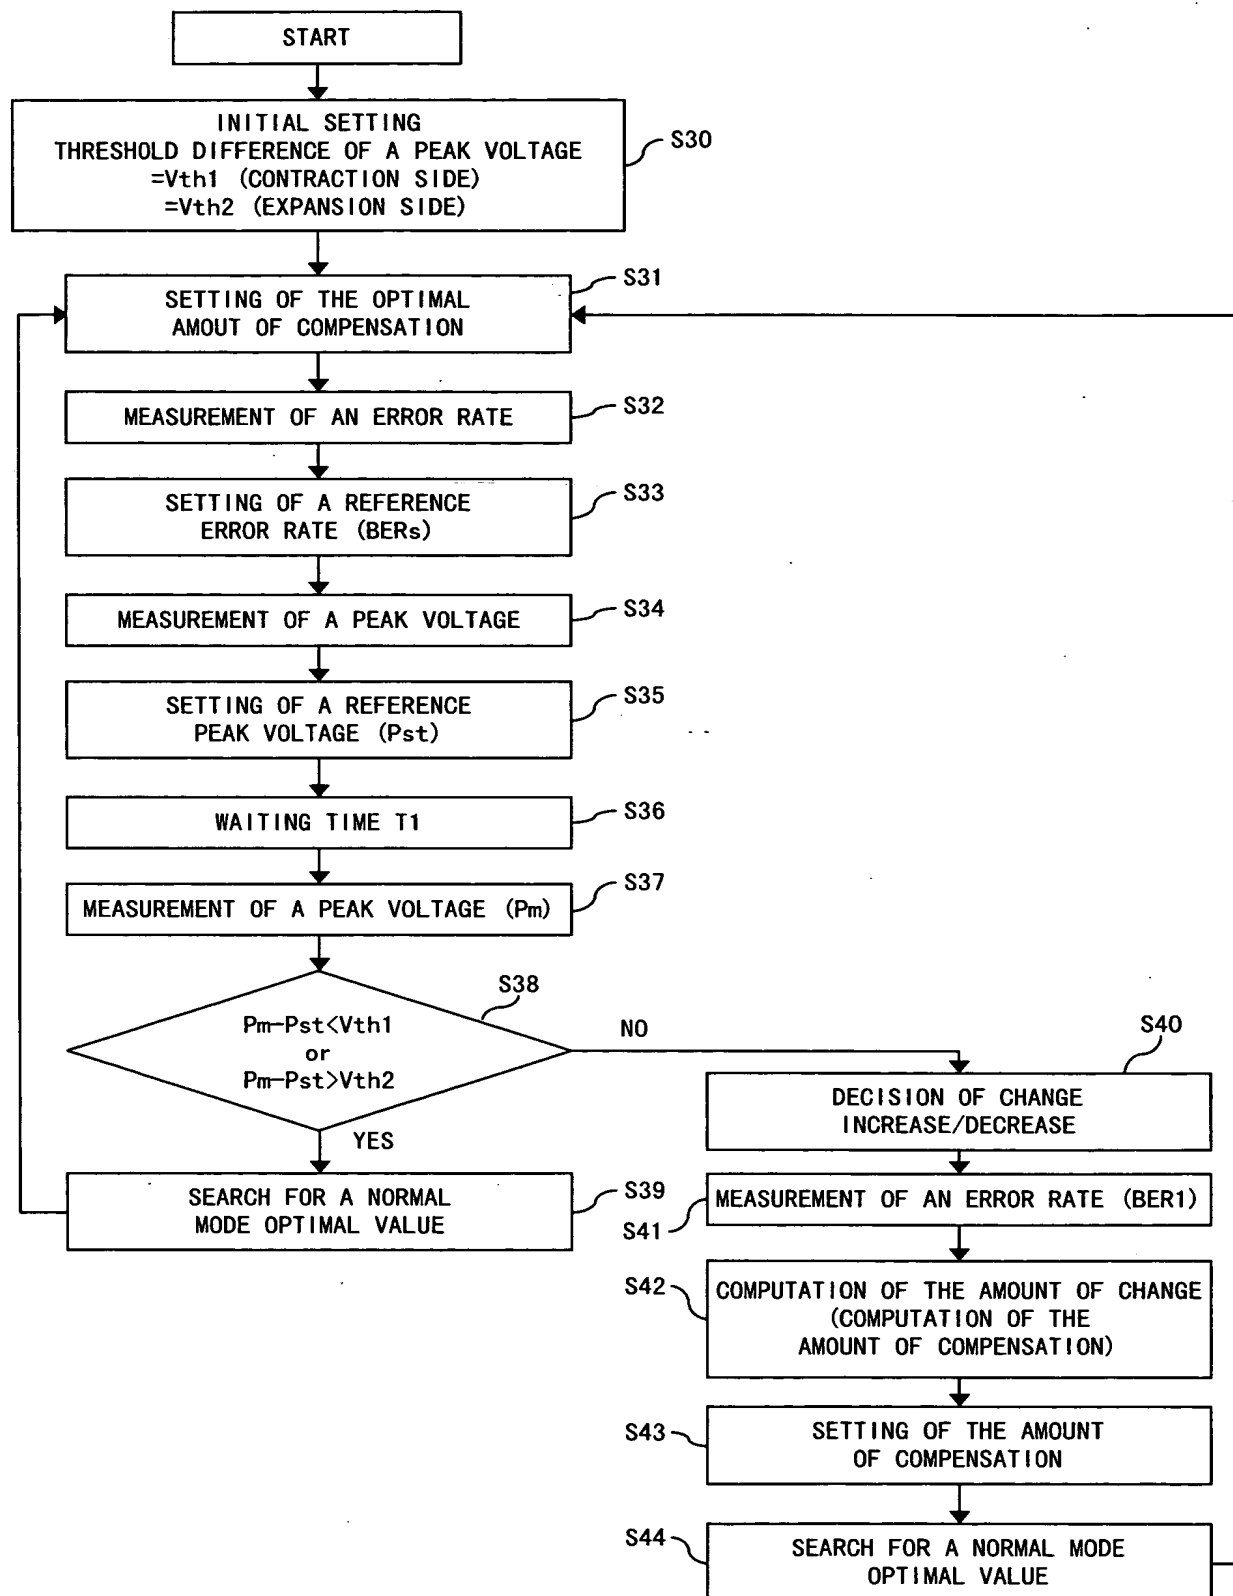 START
INITIAL SETTING
THRESHOLD DIFFERENCE OF A PEAK VOLTAGE
=Vth1 (CONTRACTION SIDE)
=Vth2 (EXPANSION SIDE)
S30
SETTING OF THE OPTIMAL
AMOUT OF COMPENSATION
S31
MEASUREMENT OF AN ERROR RATE
S32
SETTING OF A REFERENCE
ERROR RATE (BERs)
S33
MEASUREMENT OF A PEAK VOLTAGE
S34
SETTING OF A REFERENCE
PEAK VOLTAGE (Pst)
S35
WAITING TIME T1
S36
MEASUREMENT OF A PEAK VOLTAGE (Pm)
S37
Pm-Pst<Vth1
or
Pm-Pst>Vth2
S38
NO
YES
SEARCH FOR A NORMAL
MODE OPTIMAL VALUE
S39
S40
DECISION OF CHANGE
INCREASE/DECREASE
MEASUREMENT OF AN ERROR RATE (BER1)
S41
S42
COMPUTATION OF THE AMOUNT OF CHANGE
(COMPUTATION OF THE
AMOUNT OF COMPENSATION)
S43
SETTING OF THE AMOUNT
OF COMPENSATION
S44
SEARCH FOR A NORMAL MODE
OPTIMAL VALUE